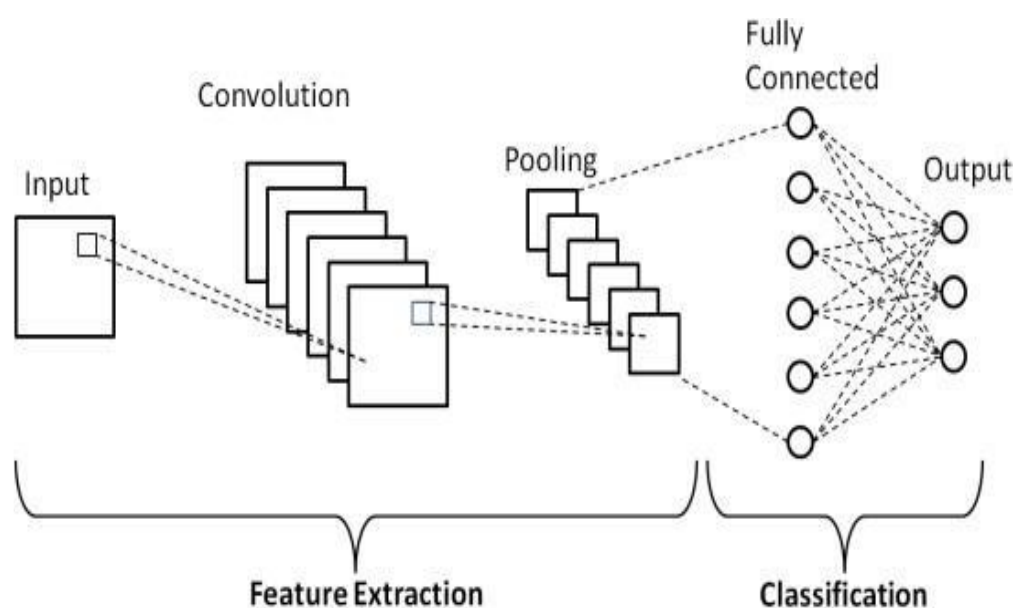 Fully
Connected
Convolution
Pooling
Input
Output
Feature Extraction
Classification